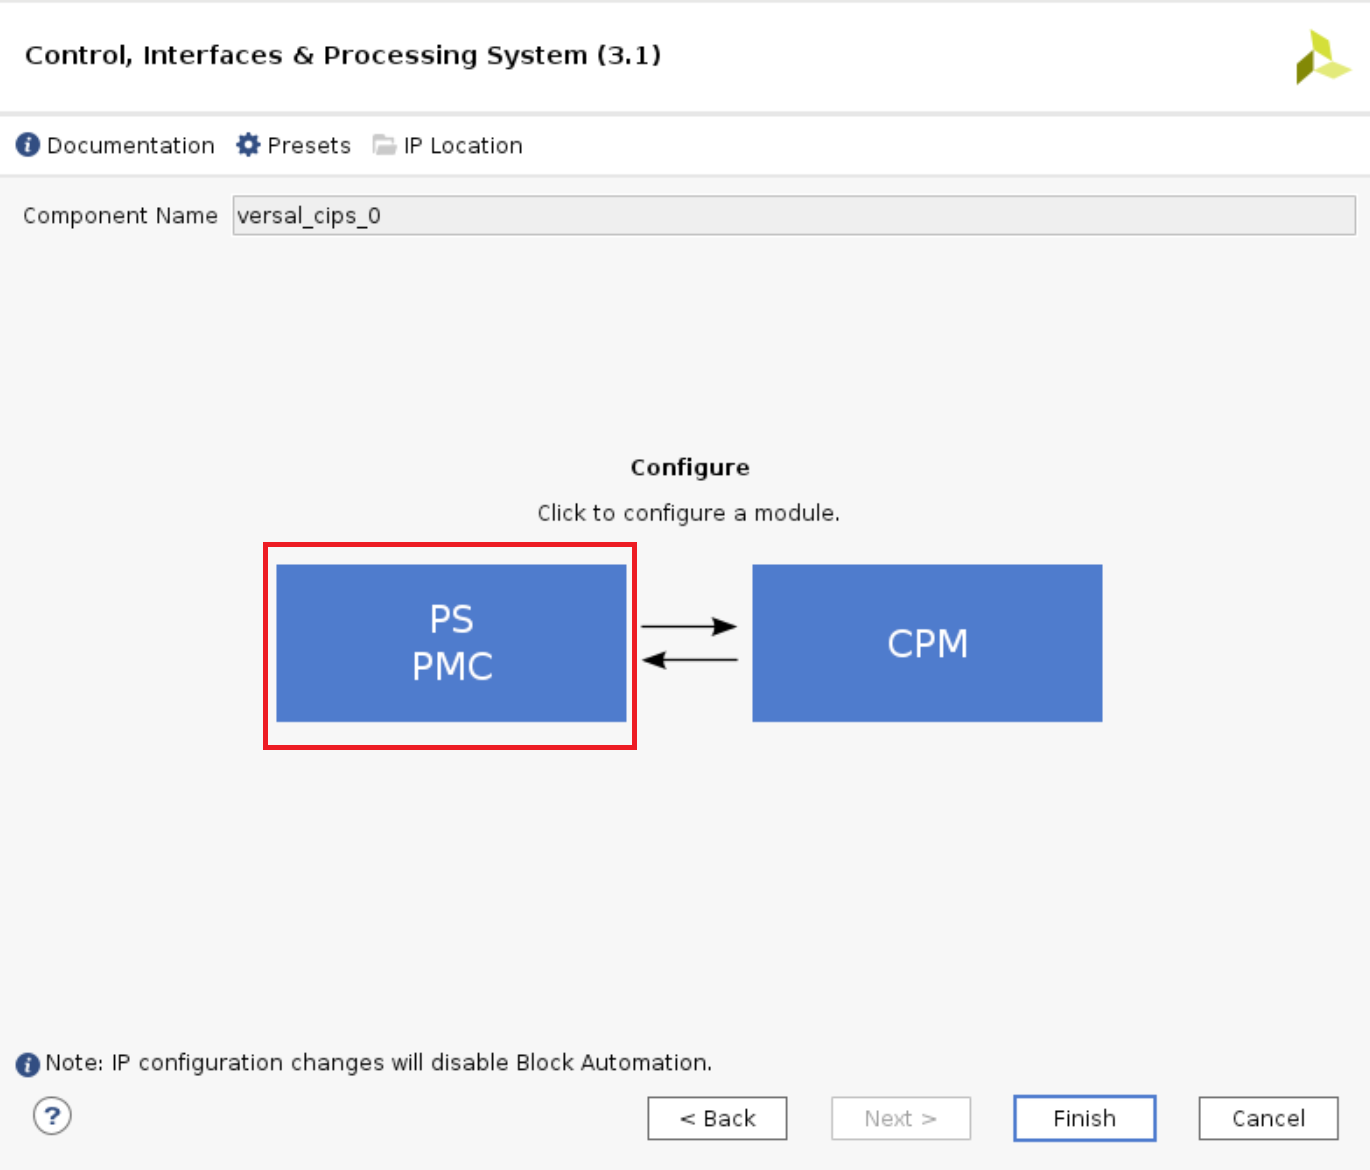 Control, Interfaces & Processing System (3.1)
Documentation Presets IP Location
Component Name versal_cips_0
Configure
Click to configure a module.
PS
PMC
CPM
Note: IP configuration changes will disable Block Automation.
? < Back Next > Finish Cancel